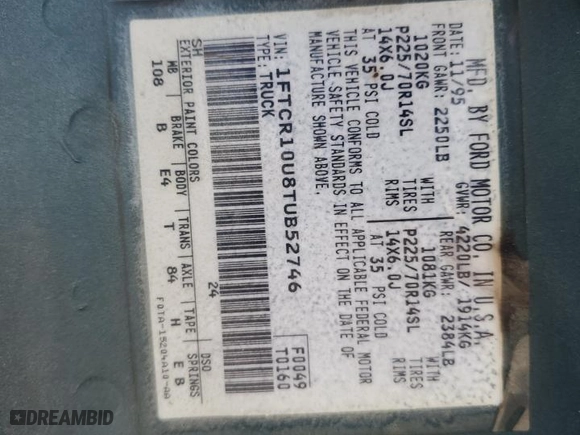 MFD. BY FORD MOTOR CO. IN U.S.A.
DATE: 11/95 GVWR: 4220LB/ 1914KG
FRONT GAWR: 2250LB REAR GAWR: 2384LB
1020KG WITH 1081KG WITH
P225/70R14SL TIRES P225/70R14SL TIRES
14X6.0J RIMS 14X6.0J RIMS
AT 35 PSI COLD AT 35 PSI COLD
THIS VEHICLE CONFORMS TO ALL APPLICABLE FEDERAL MOTOR
VEHICLE SAFETY STANDARDS IN EFFECT ON THE DATE OF
MANUFACTURE SHOWN ABOVE.
VIN: 1FTCR10U8TUB52746 F0049
TYPE: TRUCK T0160
EXTERIOR PAINT COLORS DSO
SH 24
WB BRAKE BODY TRANS AXLE TAPE SPRINGS
108 B E4 T 84 H E B
F0TA-15204A10-AA
DREAMBID